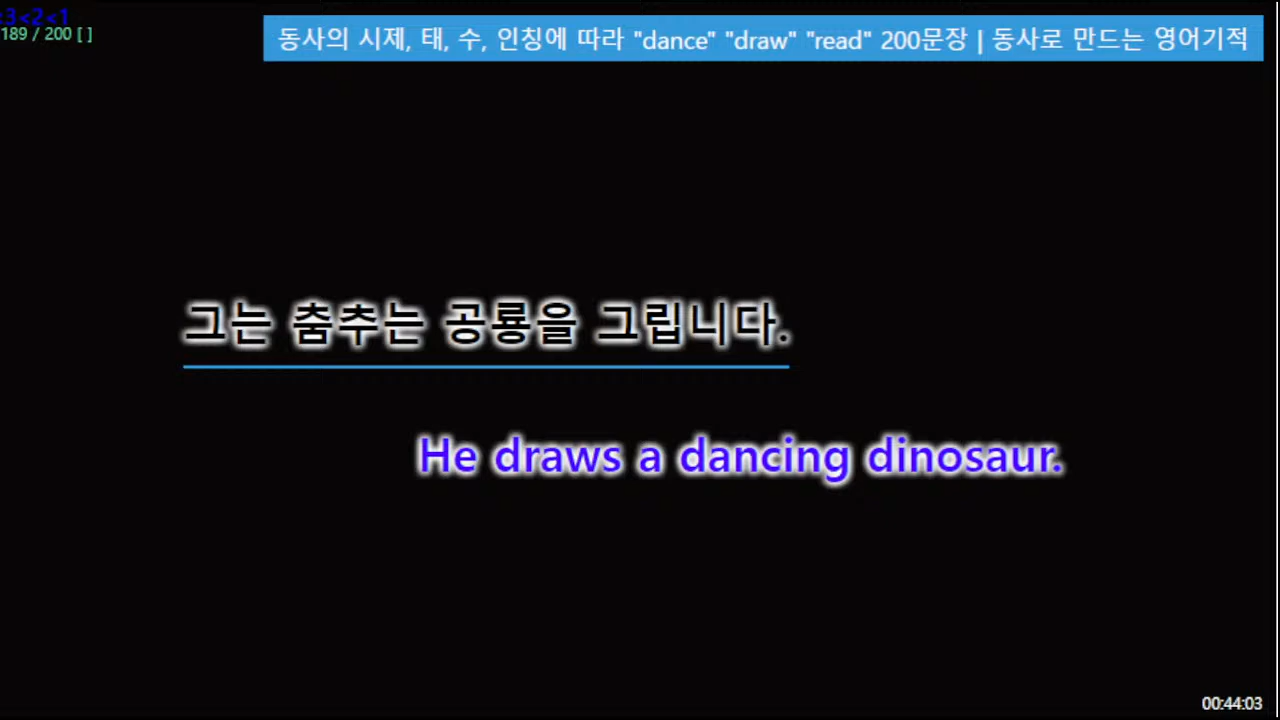 :3<2<1
189 / 200 [ ]
동사의 시제, 태, 수, 인칭에 따라 "dance" "draw" "read" 200문장 | 동사로 만드는 영어기적
그는 춤추는 공룡을 그립니다.
He draws a dancing dinosaur.
00:44:03